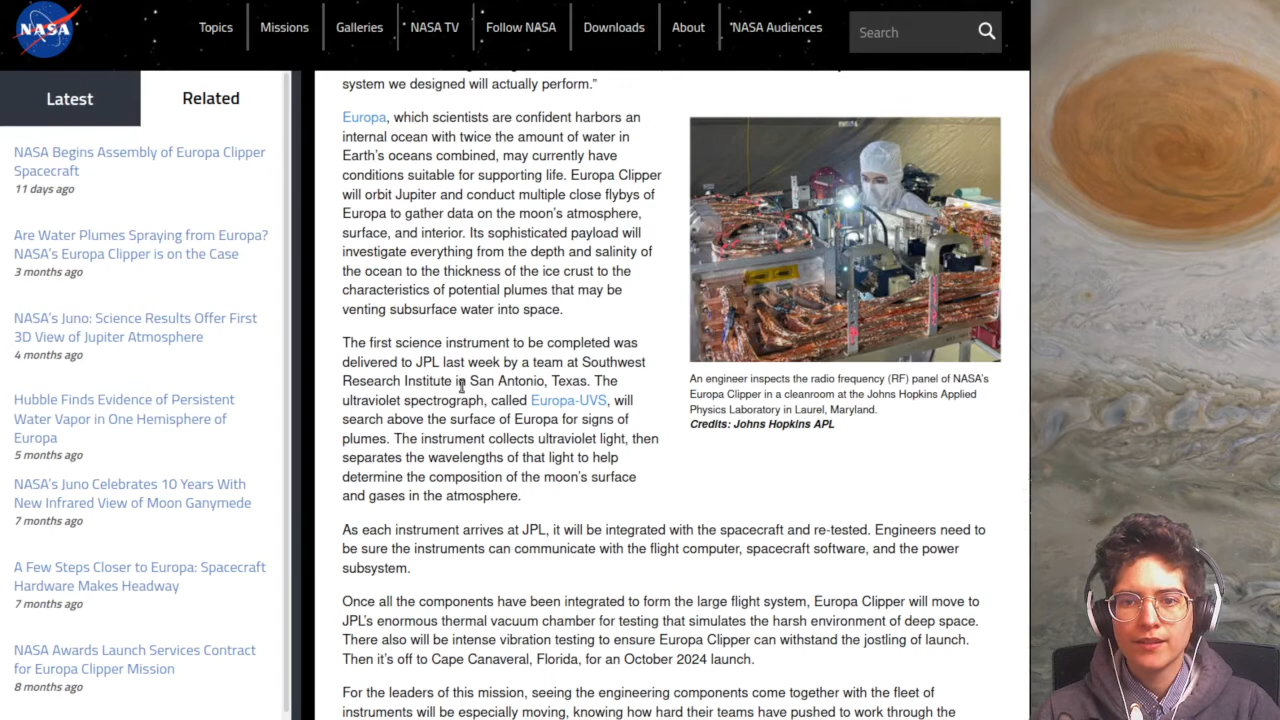 NASA
Topics
Missions
Galleries
NASA TV
Follow NASA
Downloads
About
NASA Audiences
Search
Latest
Related
NASA Begins Assembly of Europa Clipper
Spacecraft
11 days ago
Are Water Plumes Spraying from Europa?
NASA's Europa Clipper is on the Case
3 months ago
NASA's Juno: Science Results Offer First
3D View of Jupiter Atmosphere
4 months ago
Hubble Finds Evidence of Persistent
Water Vapor in One Hemisphere of
Europa
5 months ago
NASA's Juno Celebrates 10 Years With
New Infrared View of Moon Ganymede
7 months ago
A Few Steps Closer to Europa: Spacecraft
Hardware Makes Headway
7 months ago
NASA Awards Launch Services Contract
for Europa Clipper Mission
8 months ago
system we designed will actually perform."
Europa, which scientists are confident harbors an
internal ocean with twice the amount of water in
Earth's oceans combined, may currently have
conditions suitable for supporting life. Europa Clipper
will orbit Jupiter and conduct multiple close flybys of
Europa to gather data on the moon's atmosphere,
surface, and interior. Its sophisticated payload will
investigate everything from the depth and salinity of
the ocean to the thickness of the ice crust to the
characteristics of potential plumes that may be
venting subsurface water into space.
The first science instrument to be completed was
delivered to JPL last week by a team at Southwest
Research Institute in San Antonio, Texas. The
ultraviolet spectrograph, called Europa-UVS, will
search above the surface of Europa for signs of
plumes. The instrument collects ultraviolet light, then
separates the wavelengths of that light to help
determine the composition of the moon's surface
and gases in the atmosphere.
An engineer inspects the radio frequency (RF) panel of NASA's
Europa Clipper in a cleanroom at the Johns Hopkins Applied
Physics Laboratory in Laurel, Maryland.
Credits: Johns Hopkins APL
As each instrument arrives at JPL, it will be integrated with the spacecraft and re-tested. Engineers need to
be sure the instruments can communicate with the flight computer, spacecraft software, and the power
subsystem.
Once all the components have been integrated to form the large flight system, Europa Clipper will move to
JPL's enormous thermal vacuum chamber for testing that simulates the harsh environment of deep space.
There also will be intense vibration testing to ensure Europa Clipper can withstand the jostling of launch.
Then it's off to Cape Canaveral, Florida, for an October 2024 launch.
For the leaders of this mission, seeing the engineering components come together with the fleet of
instruments will be especially moving, knowing how hard their teams have pushed to work through the